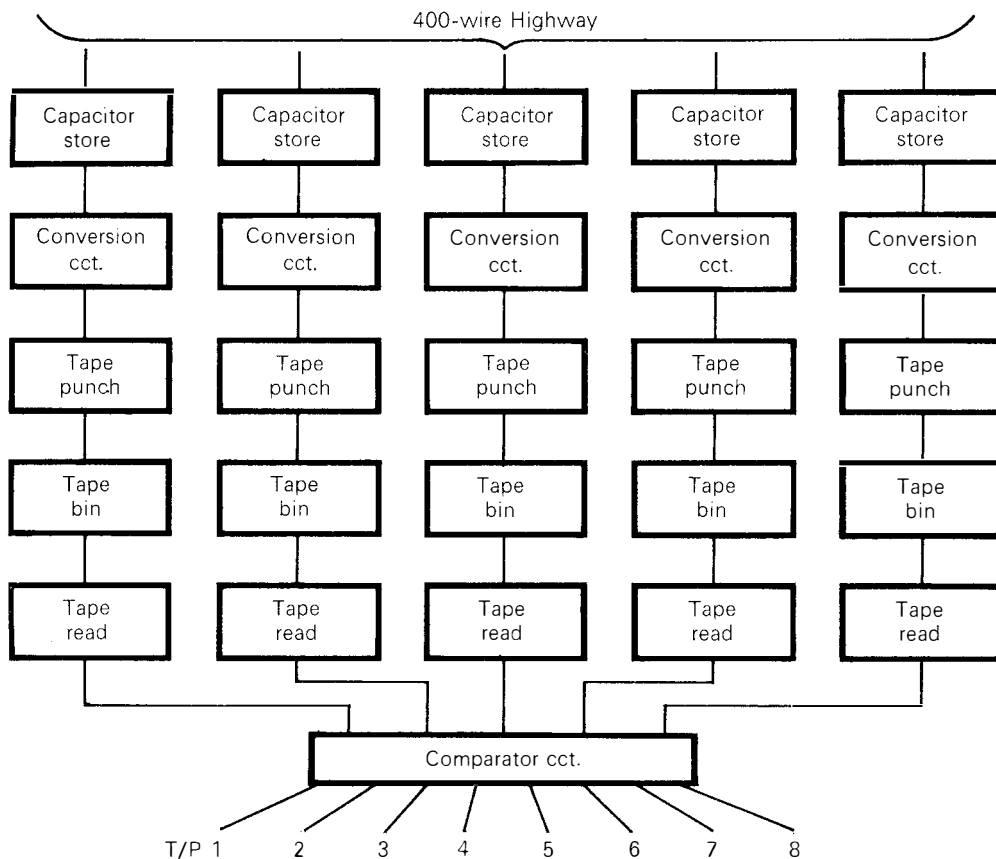 400-wire Highway
Capacitor store
Capacitor store
Capacitor store
Capacitor store
Capacitor store
Conversion cct.
Conversion cct.
Conversion cct.
Conversion cct.
Conversion cct.
Tape punch
Tape punch
Tape punch
Tape punch
Tape punch
Tape bin
Tape bin
Tape bin
Tape bin
Tape bin
Tape read
Tape read
Tape read
Tape read
Tape read
Comparator cct.
T/P 1 2 3 4 5 6 7 8